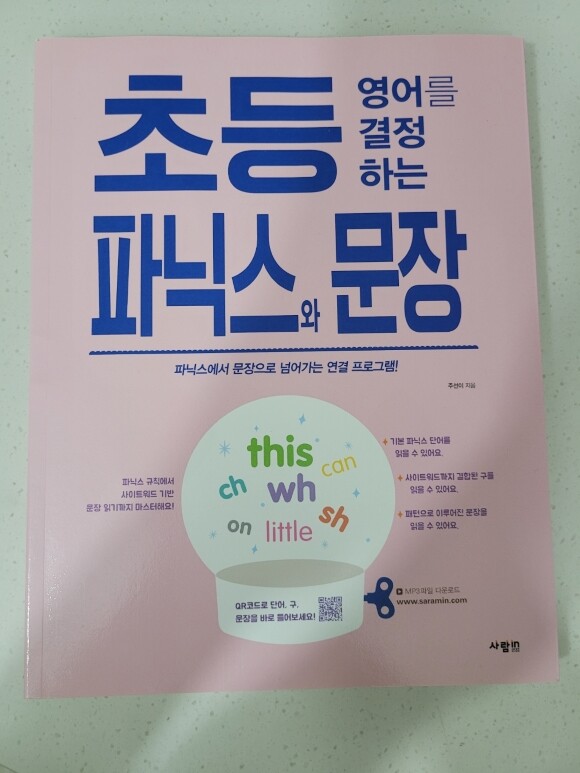 초등 영어를
결정
하는
파닉스와 문장
파닉스에서 문장으로 넘어가는 연결 프로그램!
주선이 지음
this
can
ch
wh
on
little
sh
파닉스 규칙에서
사이트워드 기반
문장 읽기까지 마스터해요!
기본 파닉스 단어를
읽을 수 있어요.
사이트워드까지 결합한 구를
읽을 수 있어요.
패턴으로 이루어진 문장을
읽을 수 있어요.
QR코드로 단어, 구,
문장을 바로 들어보세요!
MP3파일 다운로드
www.saramin.com
사람in